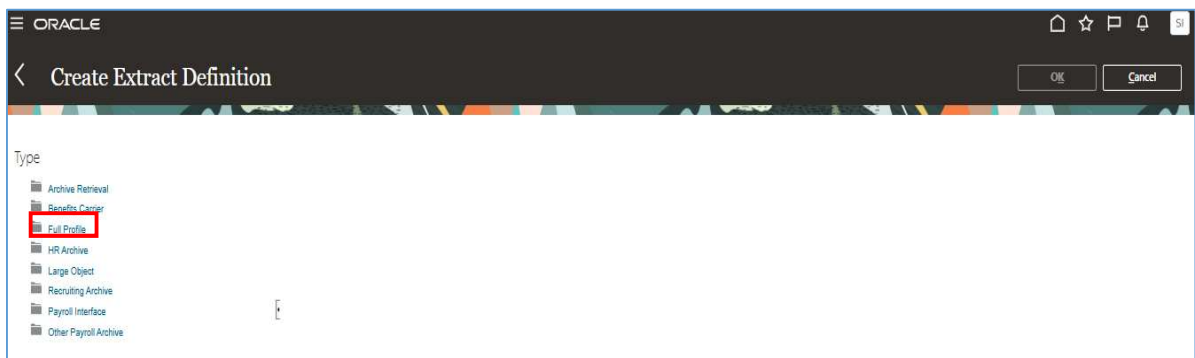 ORACLE
SI
Create Extract Definition
OK
Cancel
Type
Archive Retrieval
Benefits Carrier
Full Profile
HR Archive
Large Object
Recruiting Archive
Payroll Interface
Other Payroll Archive